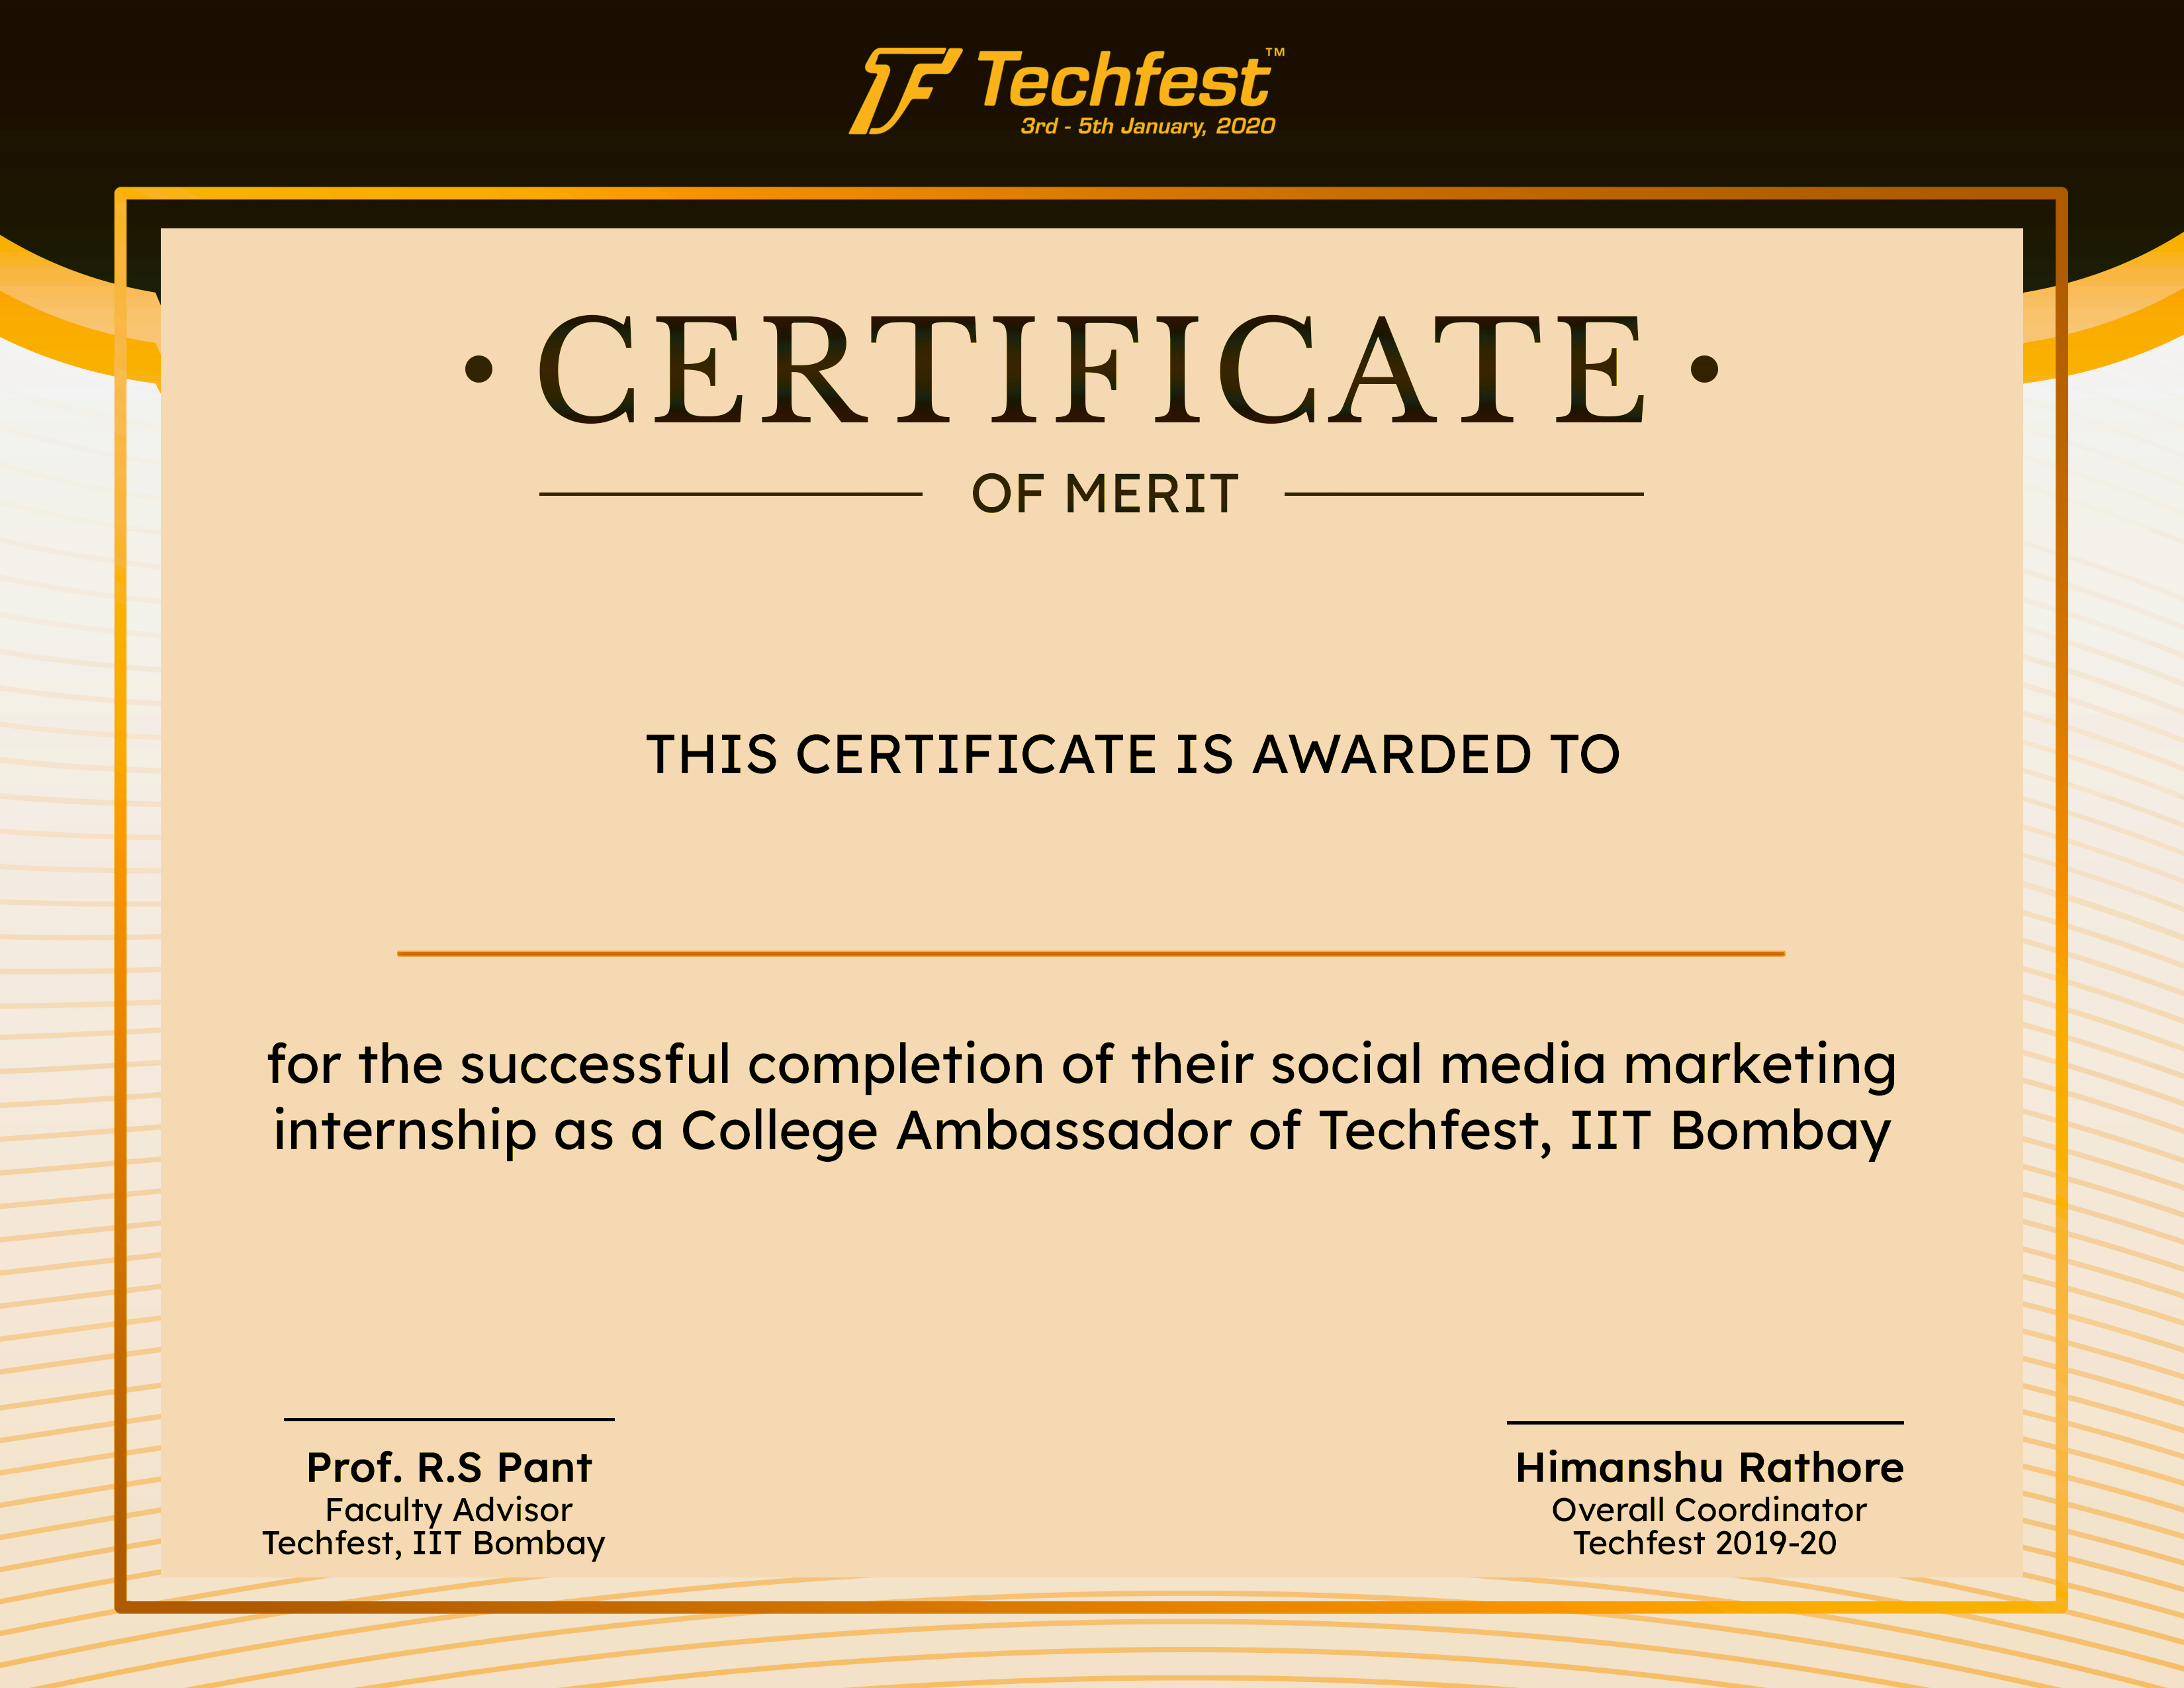 TF Techfest™
3rd - 5th January, 2020
• CERTIFICATE •
OF MERIT
THIS CERTIFICATE IS AWARDED TO
for the successful completion of their social media marketing
internship as a College Ambassador of Techfest, IIT Bombay
Prof. R.S Pant
Faculty Advisor
Techfest, IIT Bombay
Himanshu Rathore
Overall Coordinator
Techfest 2019-20